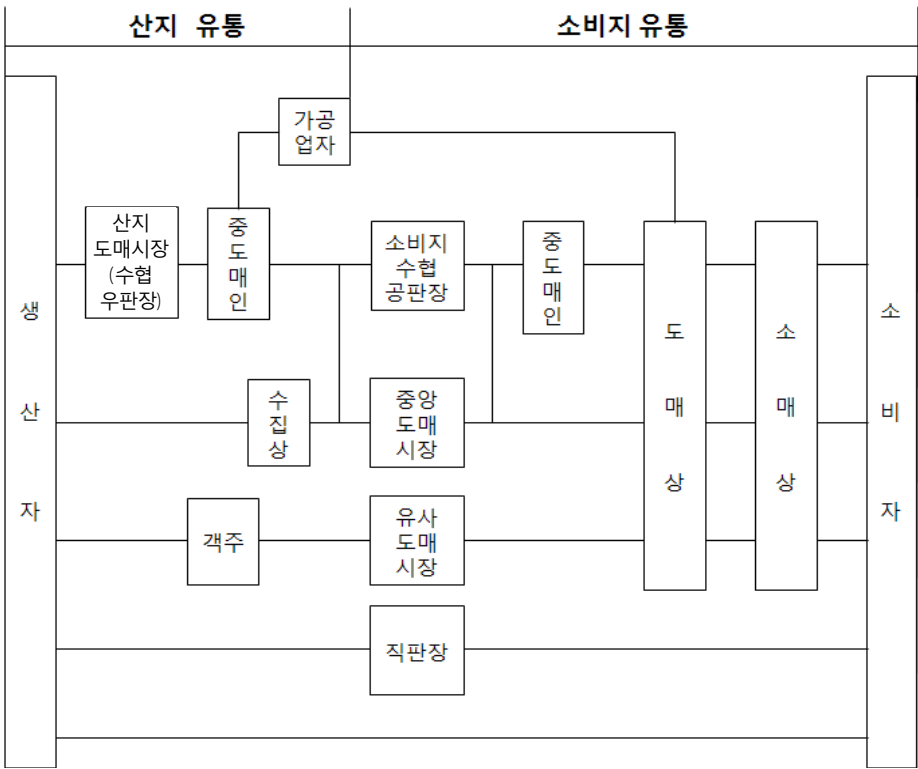 산지 유통
소비지 유통
가공
업자
산지
도매시장
(수협
우판장)
중
도
매
인
소비지
수협
공판장
중
도
매
인
생
산
자
도
매
상
소
매
상
소
비
자
수
집
상
중앙
도매
시장
객주
유사
도매
시장
직판장